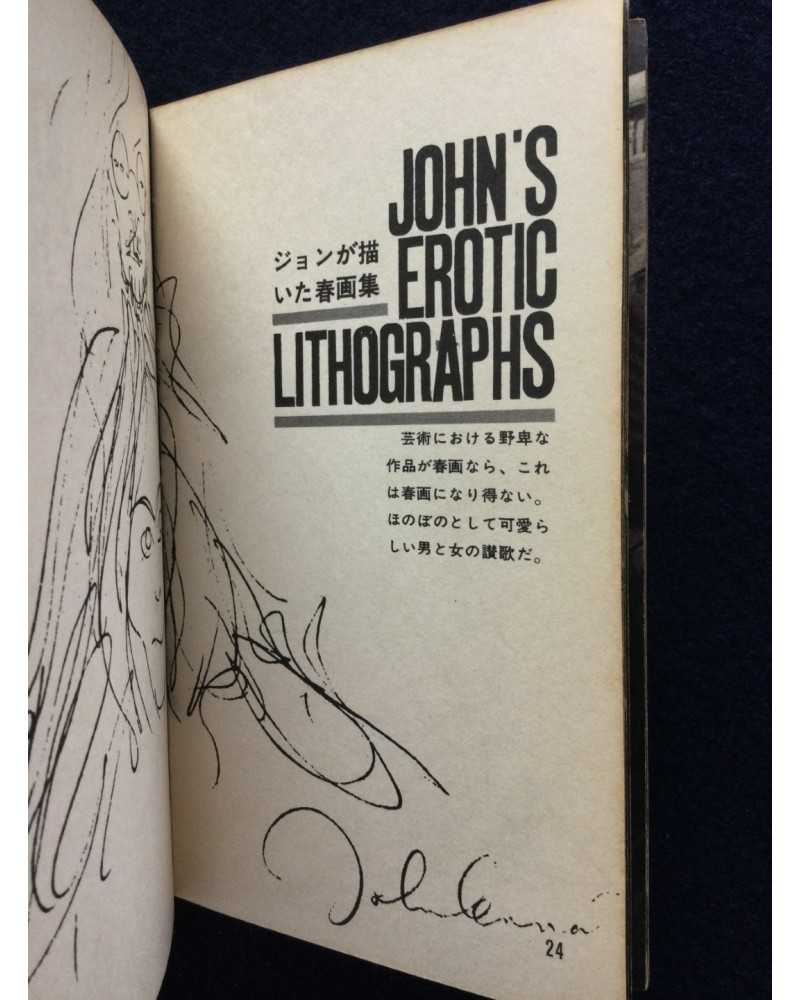 JOHN'S
EROTIC
LITHOGRAPHS
ジョンが描
いた春画集
芸術における野卑な
作品が春画なら、これ
は春画になり得ない。
ほのぼのとして可愛ら
しい男と女の讃歌だ。
John Lennon
24